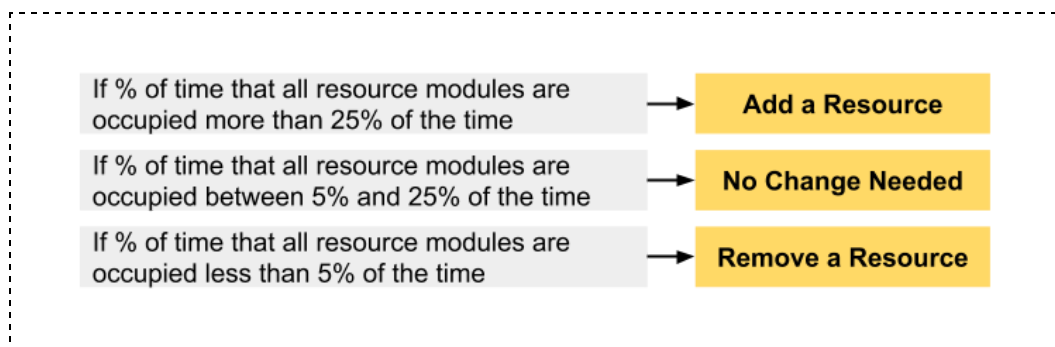 If % of time that all resource modules are
occupied more than 25% of the time
Add a Resource
If % of time that all resource modules are
occupied between 5% and 25% of the time
No Change Needed
If % of time that all resource modules are
occupied less than 5% of the time
Remove a Resource